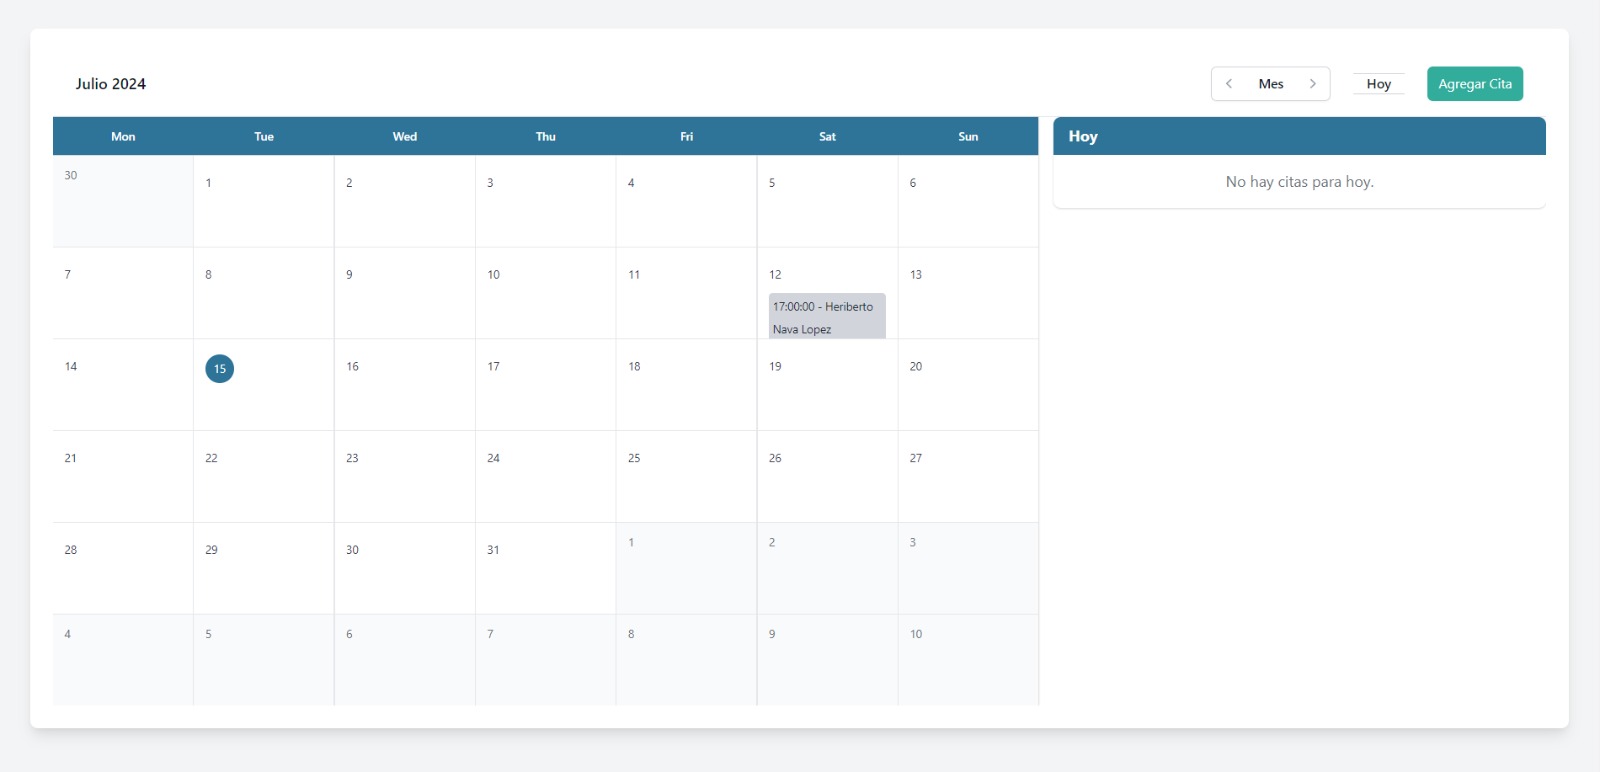 Julio 2024
Mes
Hoy
Agregar Cita
Mon Tue Wed Thu Fri Sat Sun
Hoy
No hay citas para hoy.
30 1 2 3 4 5 6
7 8 9 10 11 12 13
17:00:00 - Heriberto
Nava Lopez
14 15 16 17 18 19 20
21 22 23 24 25 26 27
28 29 30 31 1 2 3
4 5 6 7 8 9 10